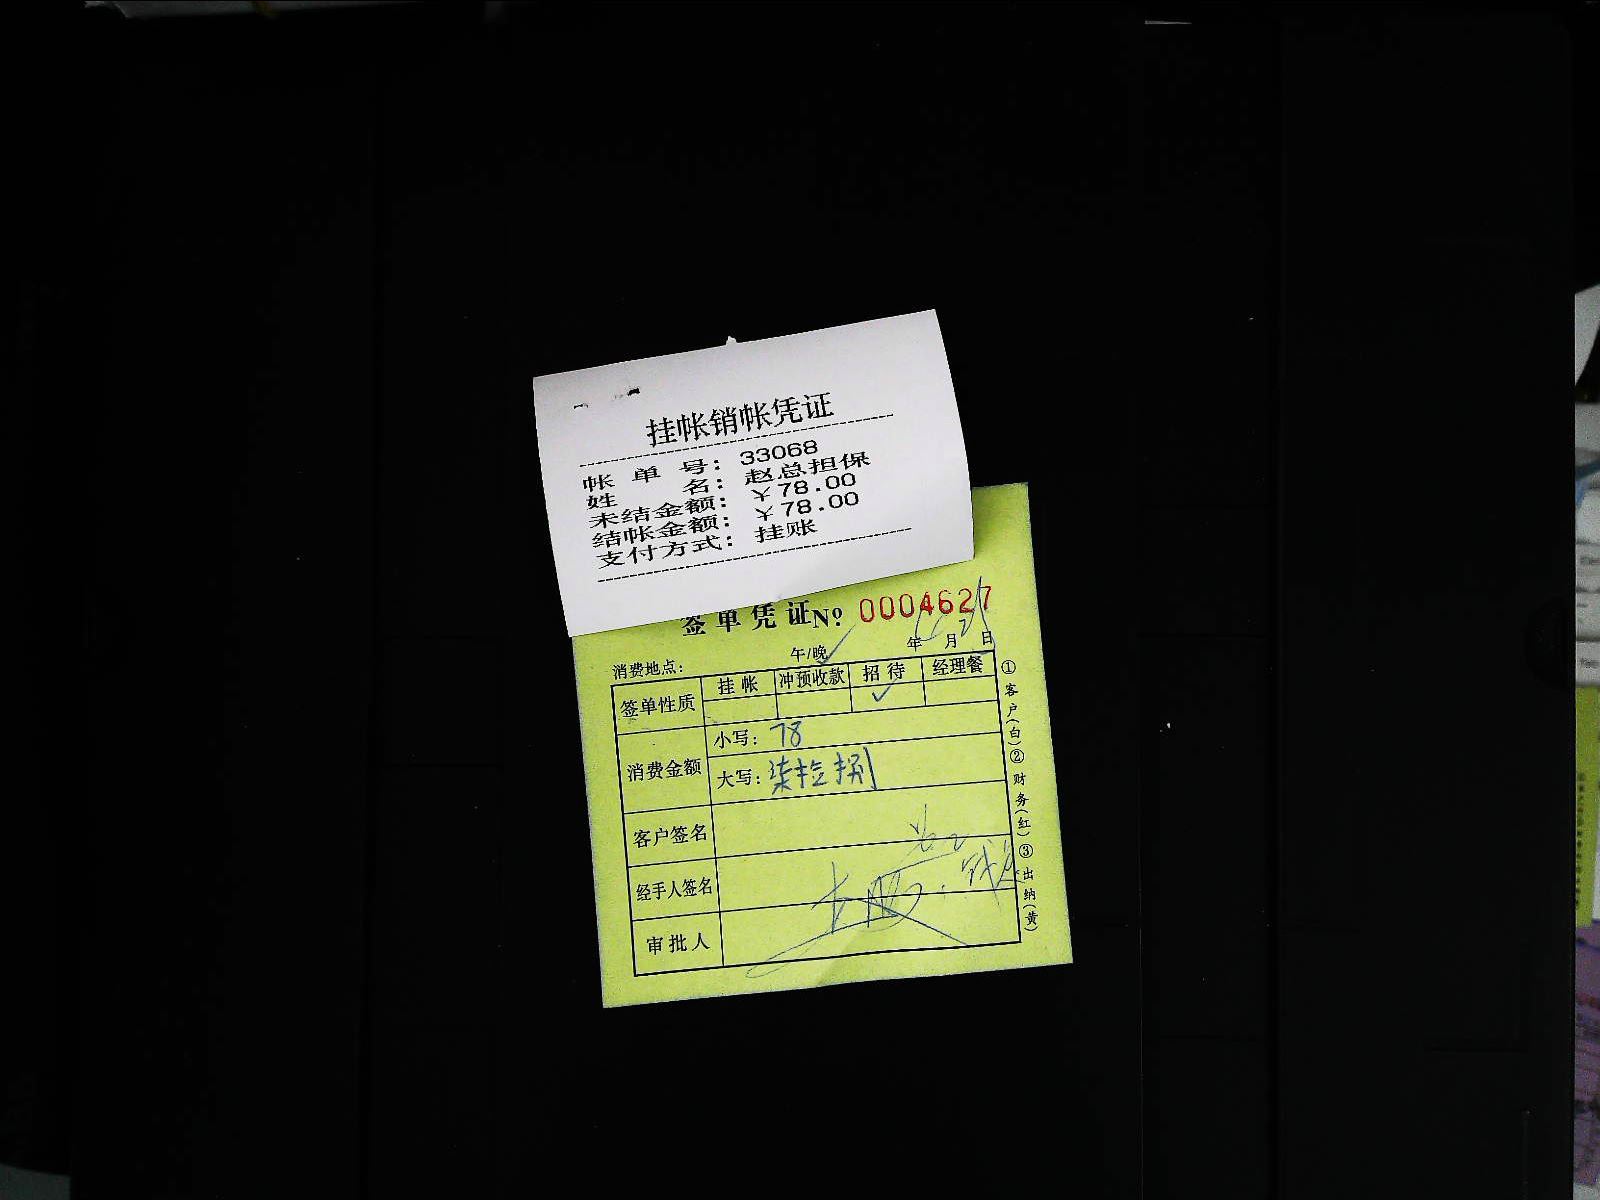 挂帐销帐凭证
帐单号：33068
姓名：赵总担保
未结金额：￥78.00
结帐金额：￥78.00
支付方式：挂账
签单凭证№ 0004627
午/晚✓ 年 月 日
消费地点：
签单性质 挂帐 冲预收款 招待 经理餐
✓
消费金额 小写：78
大写：柒拾捌
客户签名
经手人签名
审批人
①客户（白）②财务（红）③出纳（黄）